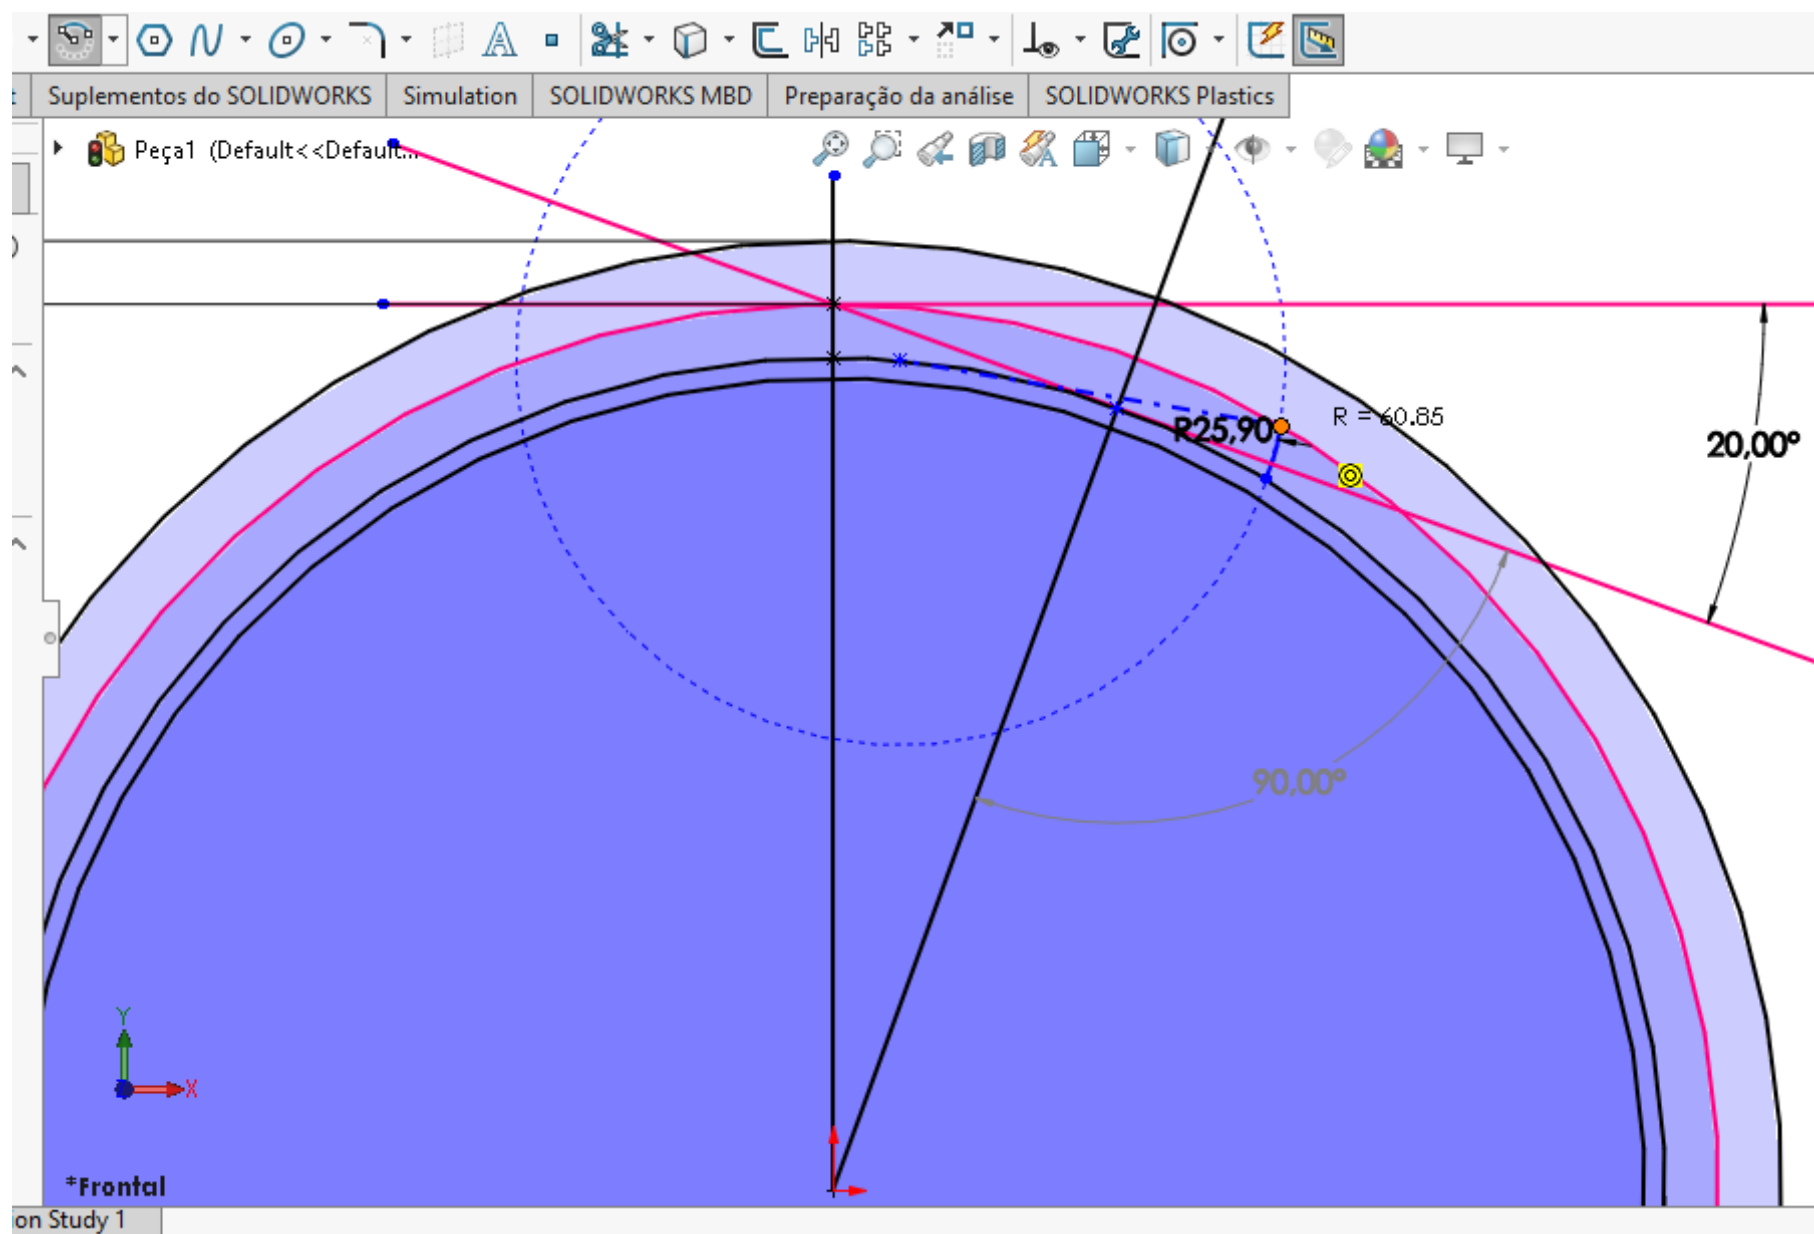 Suplementos do SOLIDWORKS Simulation SOLIDWORKS MBD Preparação da análise SOLIDWORKS Plastics
Peça1 (Default<<Default...
R25,90
R = 60.85
20,00°
90,00°
Y
X
*Frontal
on Study 1